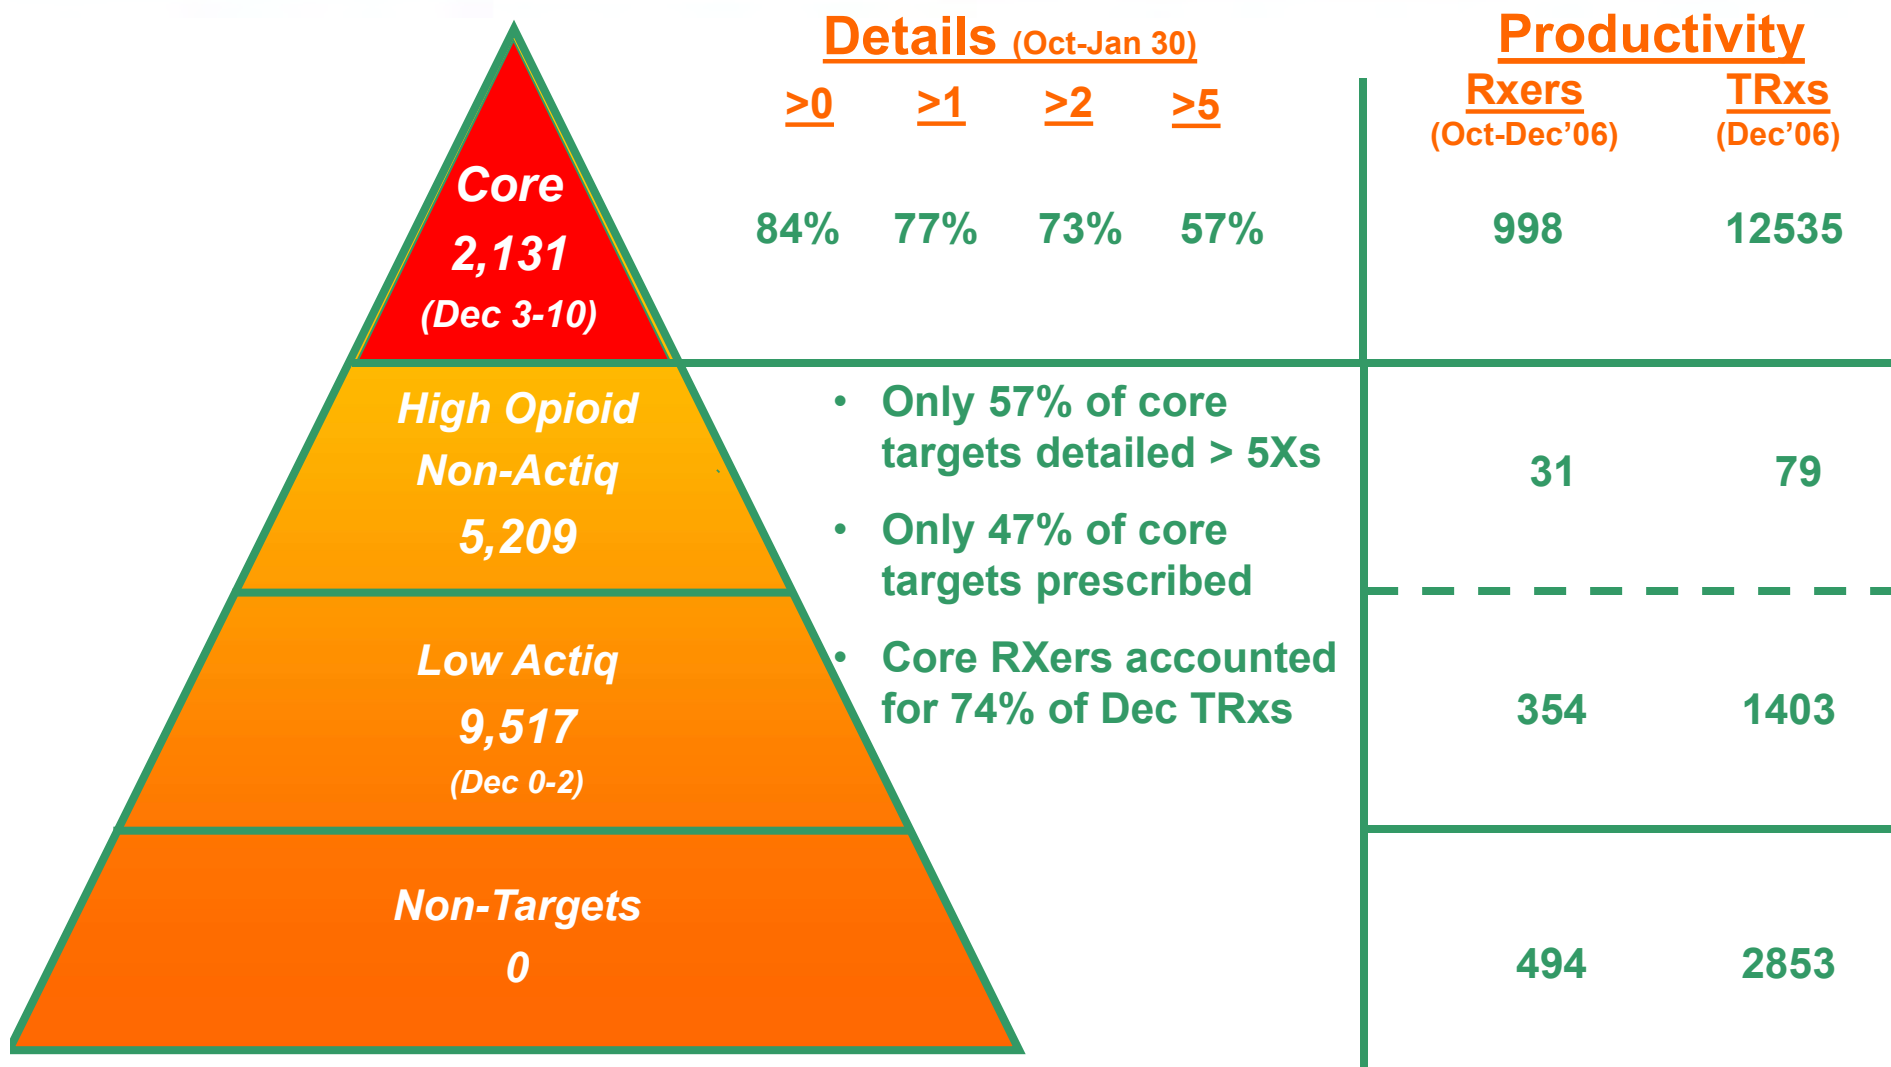 Details (Oct-Jan 30)
Productivity
>0 >1 >2 >5
Rxers TRxs
(Oct-Dec’06) (Dec’06)
Core
2,131
(Dec 3-10)
84% 77% 73% 57%
998 12535
High Opioid
Non-Actiq
5,209
• Only 57% of core
targets detailed > 5Xs
• Only 47% of core
targets prescribed
• Core RXers accounted
for 74% of Dec TRxs
31 79
Low Actiq
9,517
(Dec 0-2)
354 1403
Non-Targets
0
494 2853